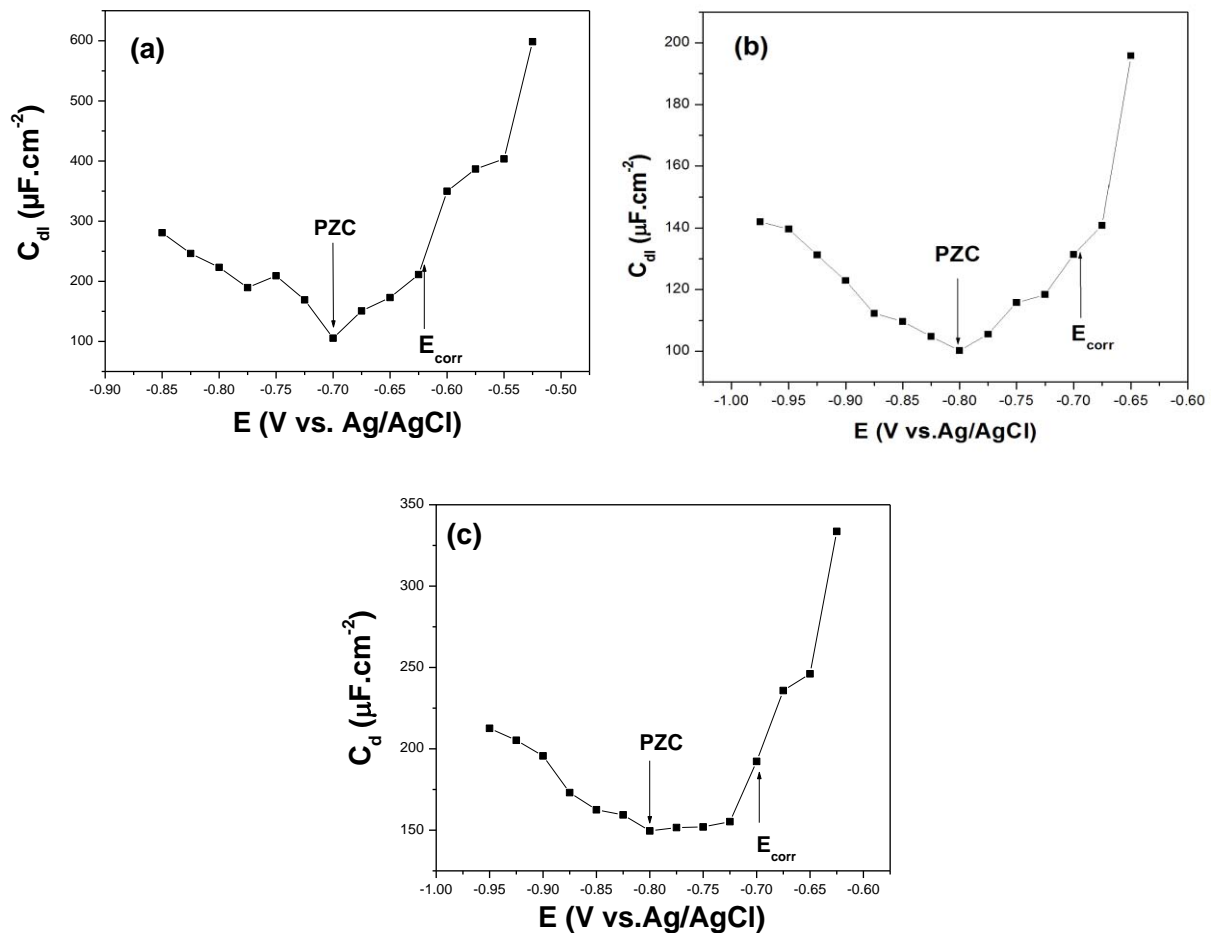 (a)
C_dl (µF.cm⁻²)
600
500
400
300
200
100
PZC
E_corr
-0.90 -0.85 -0.80 -0.75 -0.70 -0.65 -0.60 -0.55 -0.50
E (V vs. Ag/AgCl)
(b)
C_dl (µF.cm⁻²)
200
180
160
140
120
100
PZC
E_corr
-1.00 -0.95 -0.90 -0.85 -0.80 -0.75 -0.70 -0.65 -0.60
E (V vs.Ag/AgCl)
(c)
C_d (µF.cm⁻²)
350
300
250
200
150
PZC
E_corr
-1.00 -0.95 -0.90 -0.85 -0.80 -0.75 -0.70 -0.65 -0.60
E (V vs.Ag/AgCl)